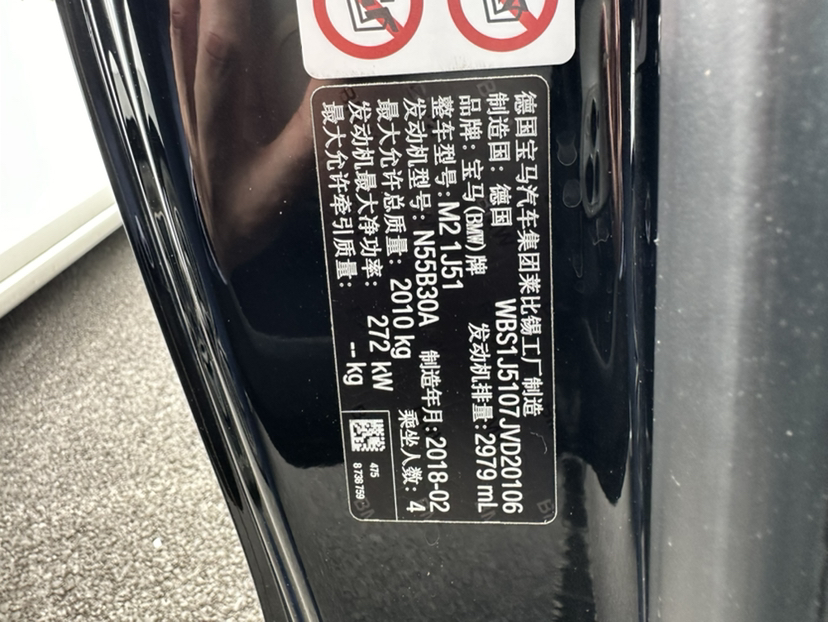 德国宝马汽车集团莱比锡工厂制造
制造国：德国 WBS1J5107JVD20106
品牌：宝马(BMW)牌 发动机排量：2979 mL
整车型号：M2 1J51
发动机型号：N55B30A 制造年月：2018-02
最大允许总质量：2010 kg 乘坐人数：4
发动机最大净功率：272 kW
最大允许牵引质量：-- kg
475
8 738 759